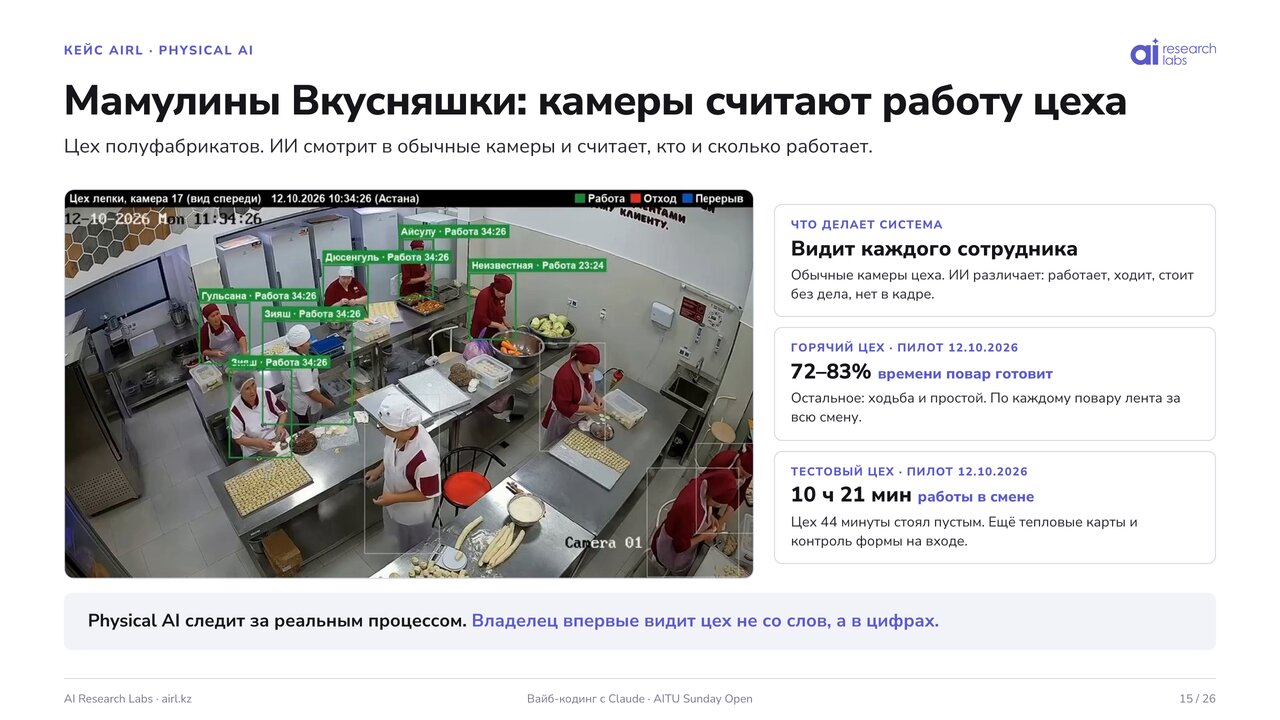 КЕЙС AIRL · PHYSICAL AI
ai research labs
Мамулины Вкусняшки: камеры считают работу цеха
Цех полуфабрикатов. ИИ смотрит в обычные камеры и считает, кто и сколько работает.
Цех лепки, камера 17 (вид спереди) 12.10.2026 10:34:26 (Астана)
Работа Отход Перерыв
12-10-2026 Mon 11:34:26
КЛИЕНТУ.
Айсулу · Работа 34:26
Дюсенгуль · Работа 34:26
Неизвестная · Работа 23:24
Гульсана · Работа 34:26
Зияш · Работа 34:26
Зияш · Работа 34:26
Camera 01
ЧТО ДЕЛАЕТ СИСТЕМА
Видит каждого сотрудника
Обычные камеры цеха. ИИ различает: работает, ходит, стоит
без дела, нет в кадре.
ГОРЯЧИЙ ЦЕХ · ПИЛОТ 12.10.2026
72–83% времени повар готовит
Остальное: ходьба и простой. По каждому повару лента за
всю смену.
ТЕСТОВЫЙ ЦЕХ · ПИЛОТ 12.10.2026
10 ч 21 мин работы в смене
Цех 44 минуты стоял пустым. Ещё тепловые карты и
контроль формы на входе.
Physical AI следит за реальным процессом. Владелец впервые видит цех не со слов, а в цифрах.
AI Research Labs · airl.kz
Вайб-кодинг с Claude · AITU Sunday Open
15 / 26